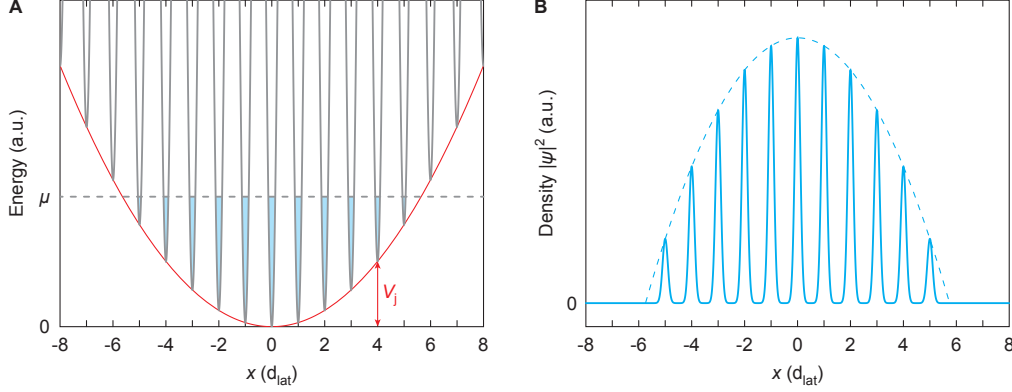 A
Energy (a.u.)
μ
0
V_j
-8 -6 -4 -2 0 2 4 6 8
x (d_lat)
B
Density |ψ|² (a.u.)
0
-8 -6 -4 -2 0 2 4 6 8
x (d_lat)